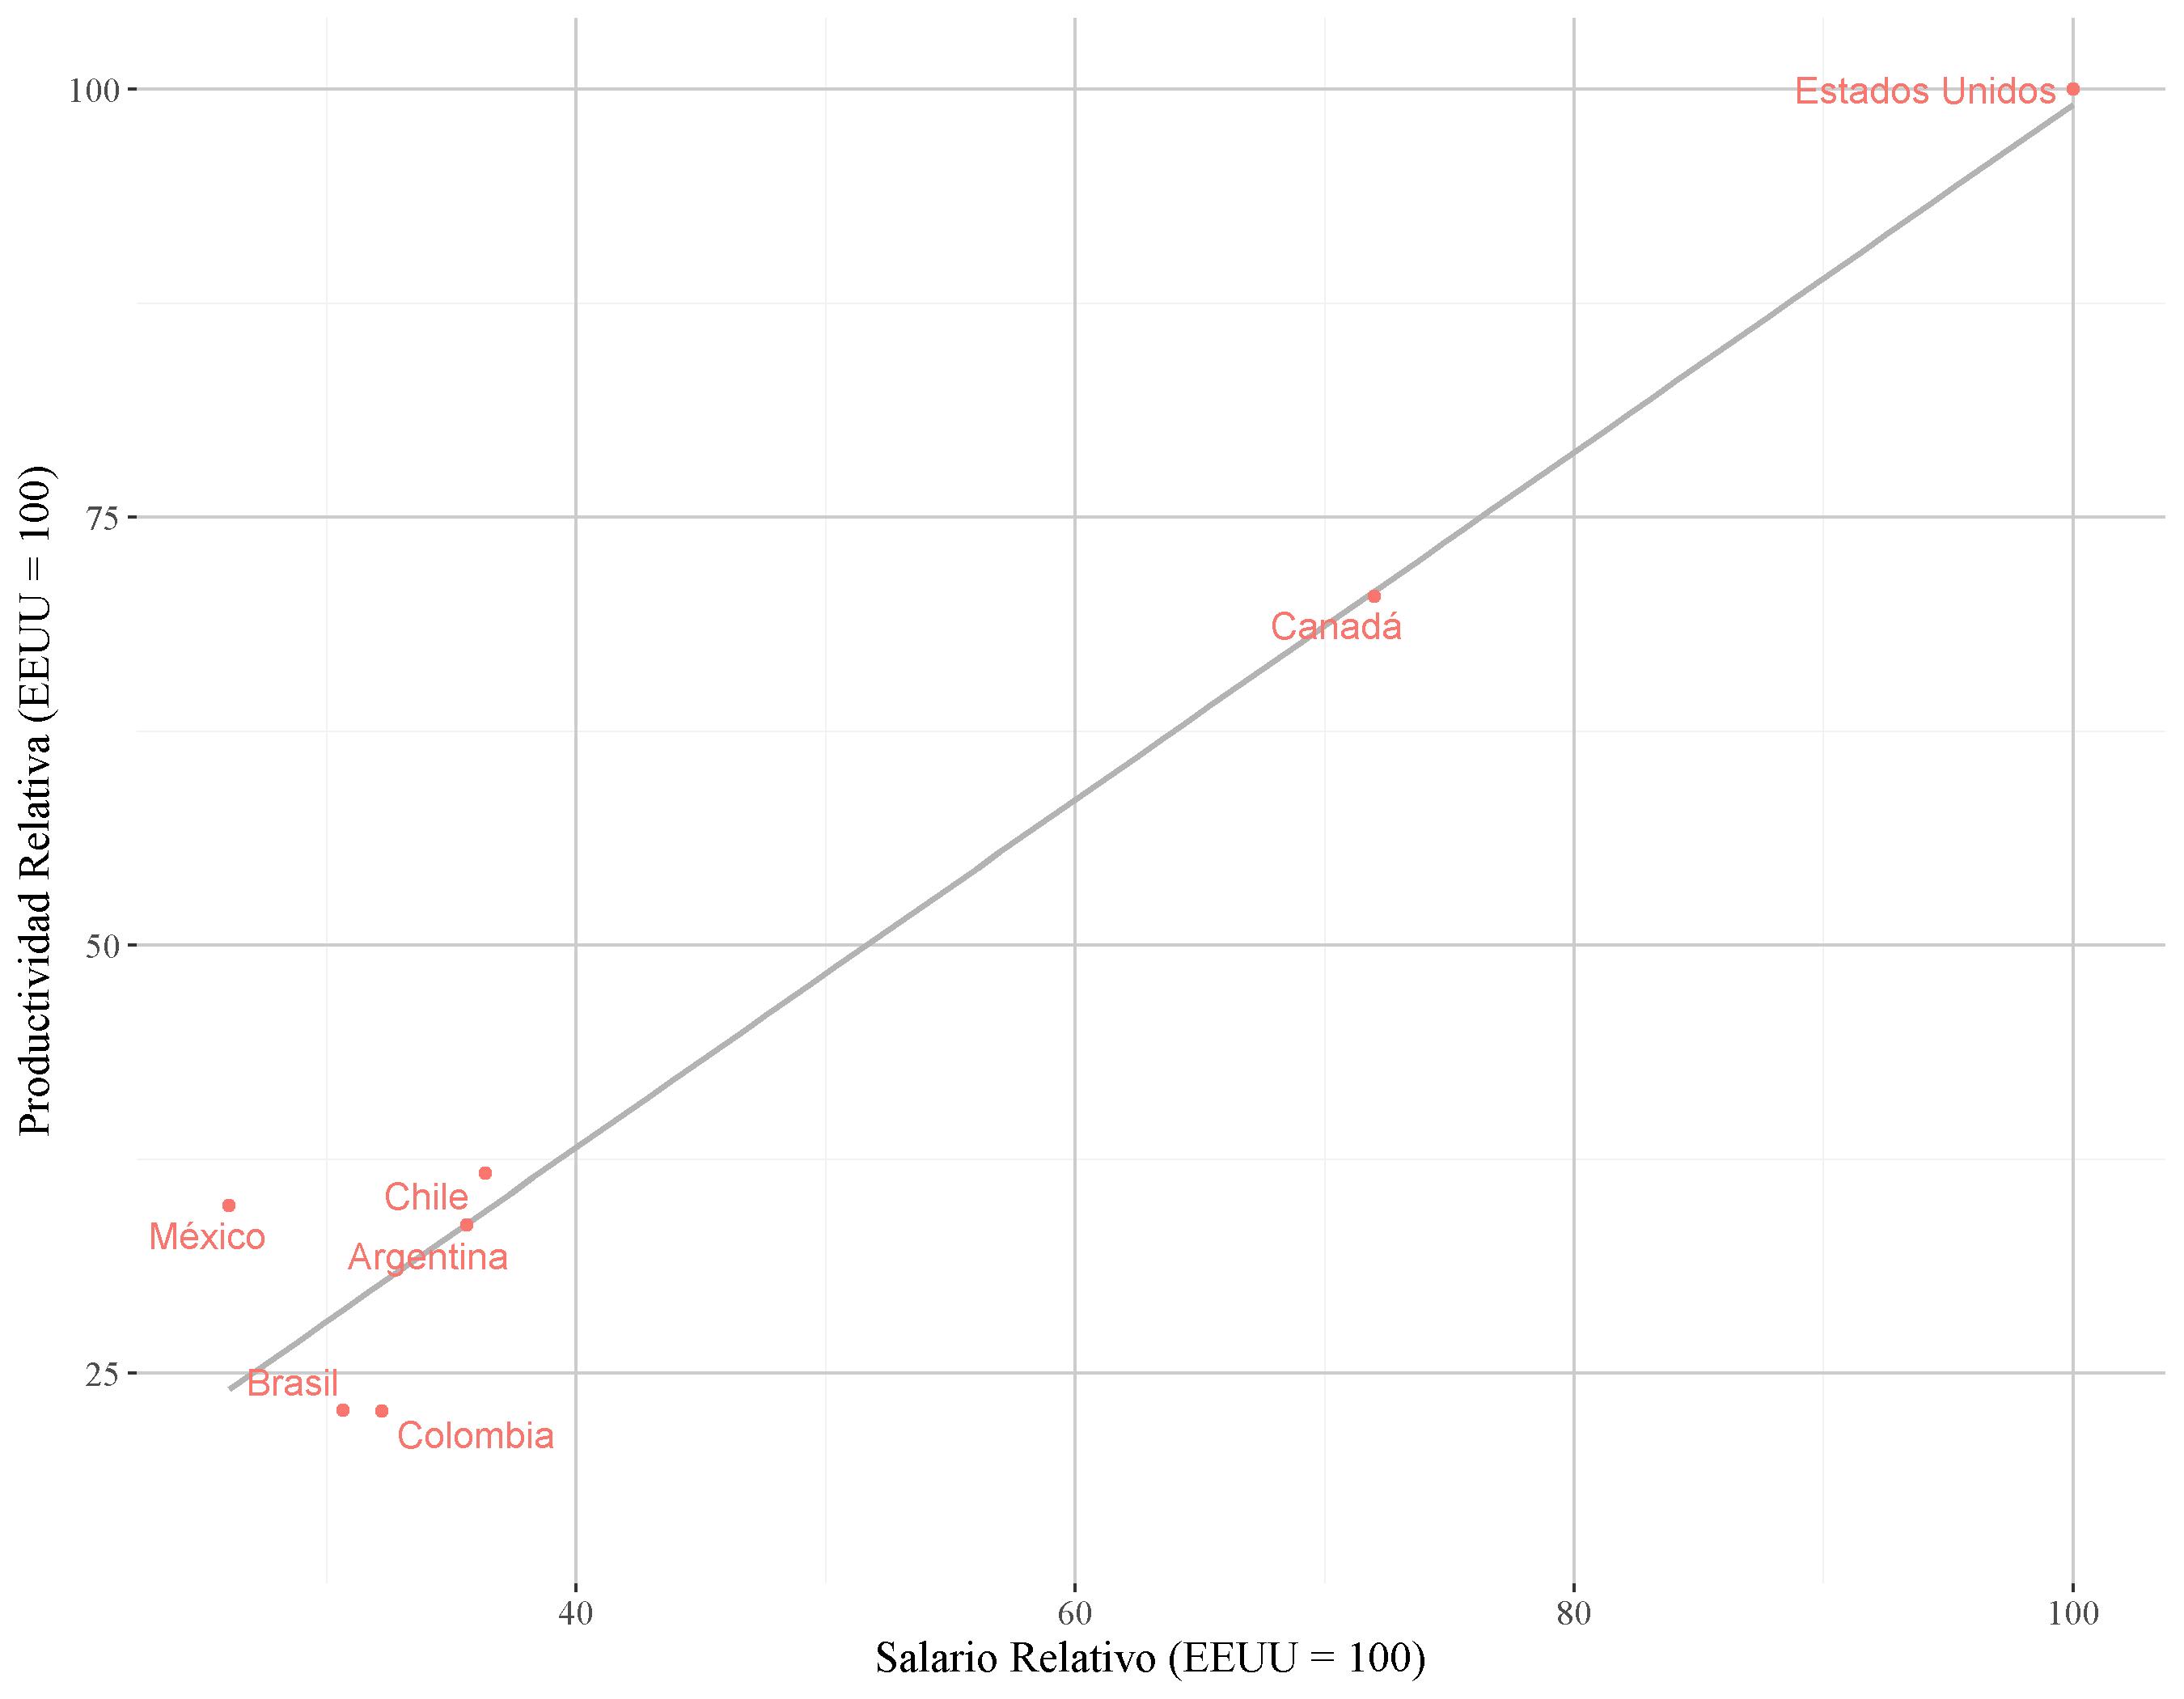 100
Estados Unidos
75
Canadá
50
Chile
México
Argentina
25
Brasil
Colombia
40
60
80
100
Salario Relativo (EEUU = 100)
Productividad Relativa (EEUU = 100)